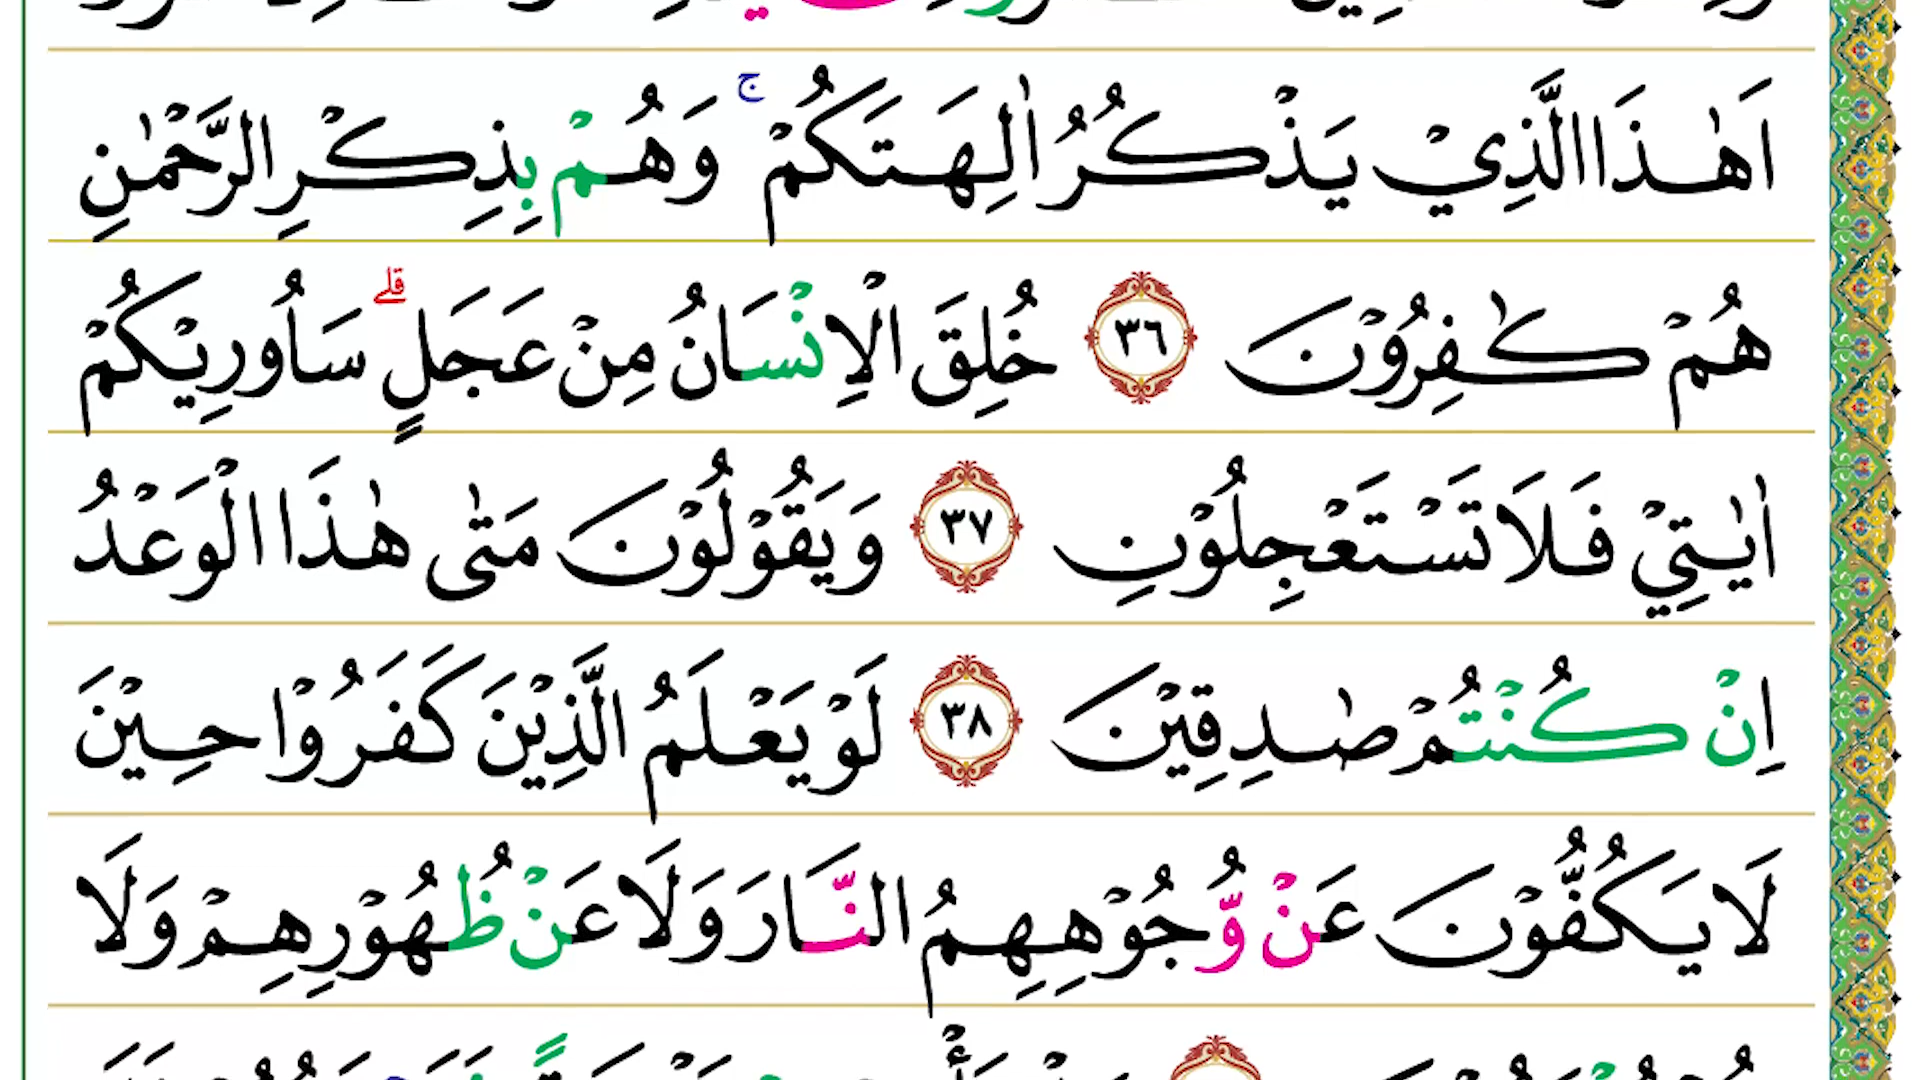 اَهٰذَا الَّذِيْ يَذْكُرُ اٰلِهَتَكُمْ ۚ وَهُمْ بِذِكْرِ الرَّحْمٰنِ
هُمْ كٰفِرُوْنَ ٣٦ خُلِقَ الْاِنْسَانُ مِنْ عَجَلٍ ۗ سَاُورِيْكُمْ
اٰيٰتِيْ فَلَا تَسْتَعْجِلُوْنِ ٣٧ وَيَقُوْلُوْنَ مَتٰى هٰذَا الْوَعْدُ
اِنْ كُنْتُمْ صٰدِقِيْنَ ٣٨ لَوْ يَعْلَمُ الَّذِيْنَ كَفَرُوْا حِيْنَ
لَا يَكُفُّوْنَ عَنْ وُّجُوْهِهِمُ النَّارَ وَلَا عَنْ ظُهُوْرِهِمْ وَلَا